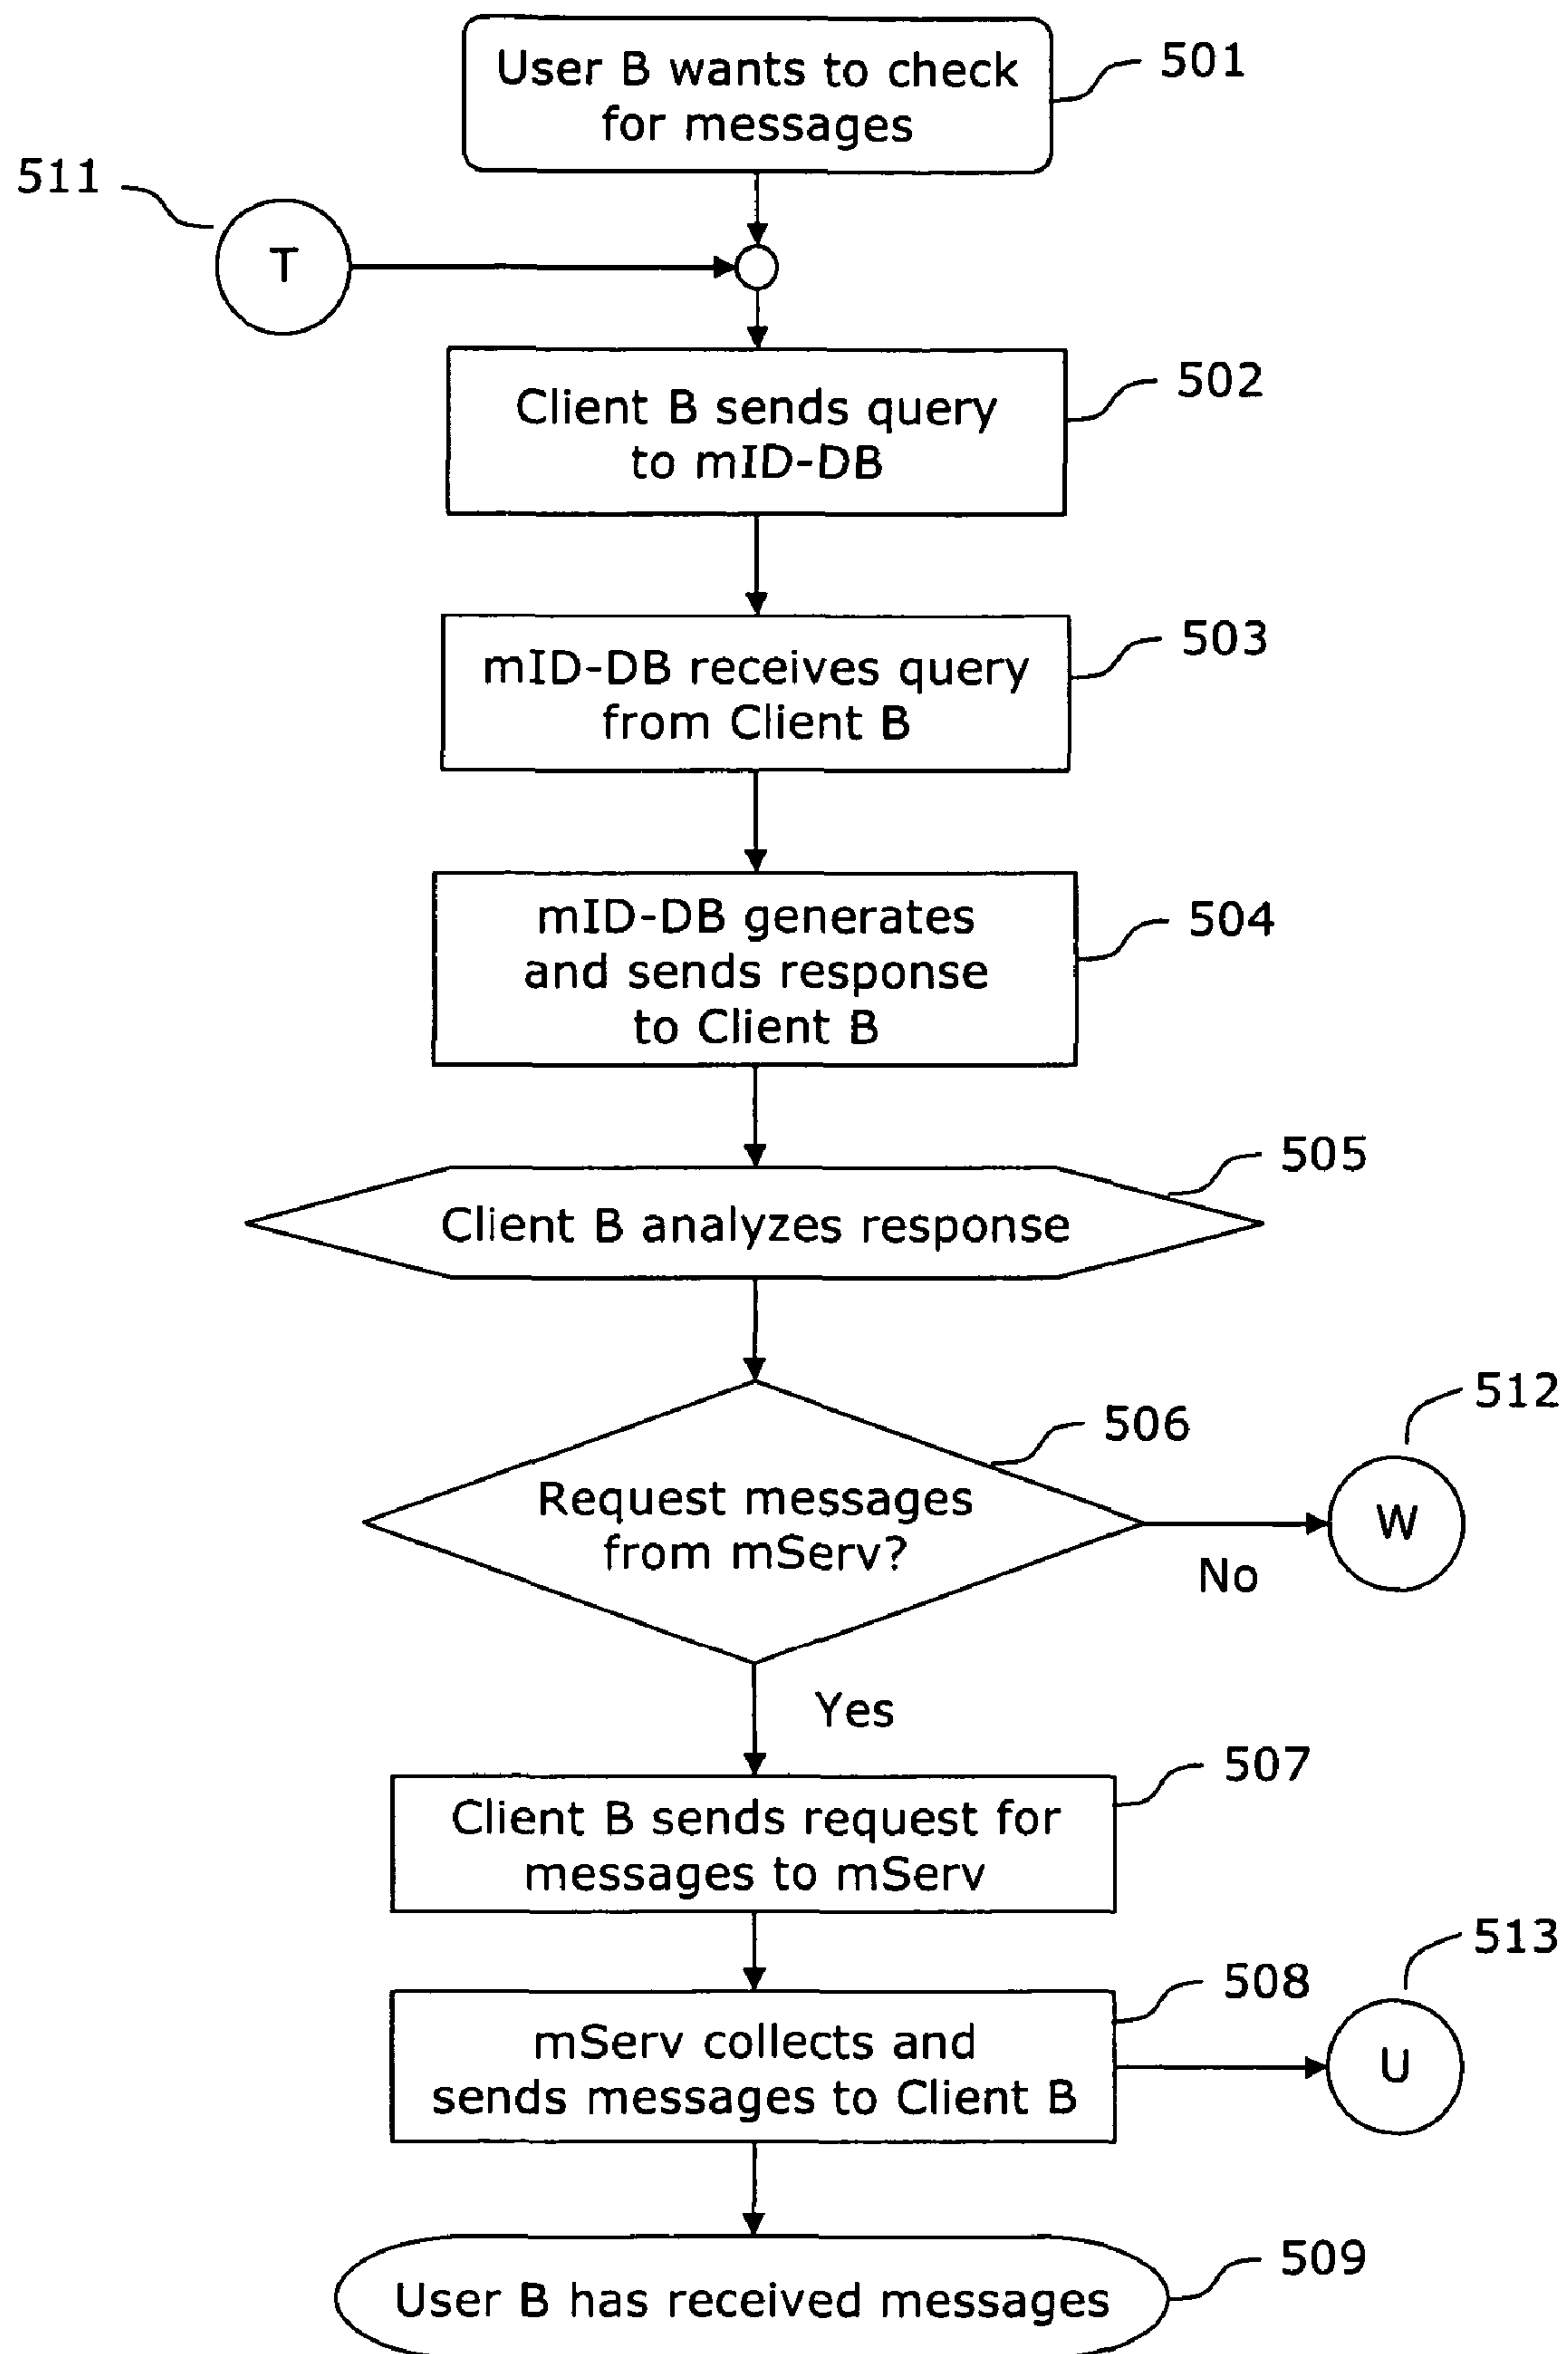 User B wants to check
for messages
501
511
T
Client B sends query
to mID-DB
502
mID-DB receives query
from Client B
503
mID-DB generates
and sends response
to Client B
504
Client B analyzes response
505
Request messages
from mServ?
506
No
512
W
Yes
Client B sends request for
messages to mServ
507
mServ collects and
sends messages to Client B
508
513
U
User B has received messages
509